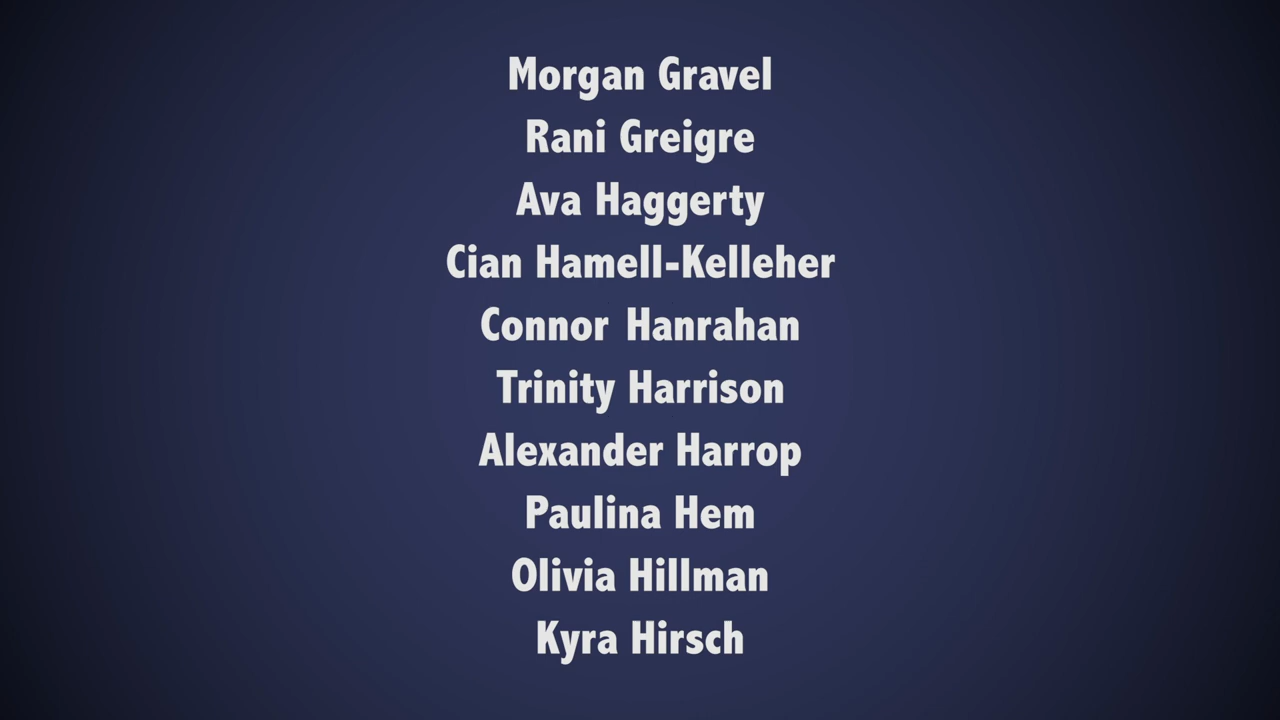 Morgan Gravel
Rani Greigre
Ava Haggerty
Cian Hamell-Kelleher
Connor Hanrahan
Trinity Harrison
Alexander Harrop
Paulina Hem
Olivia Hillman
Kyra Hirsch